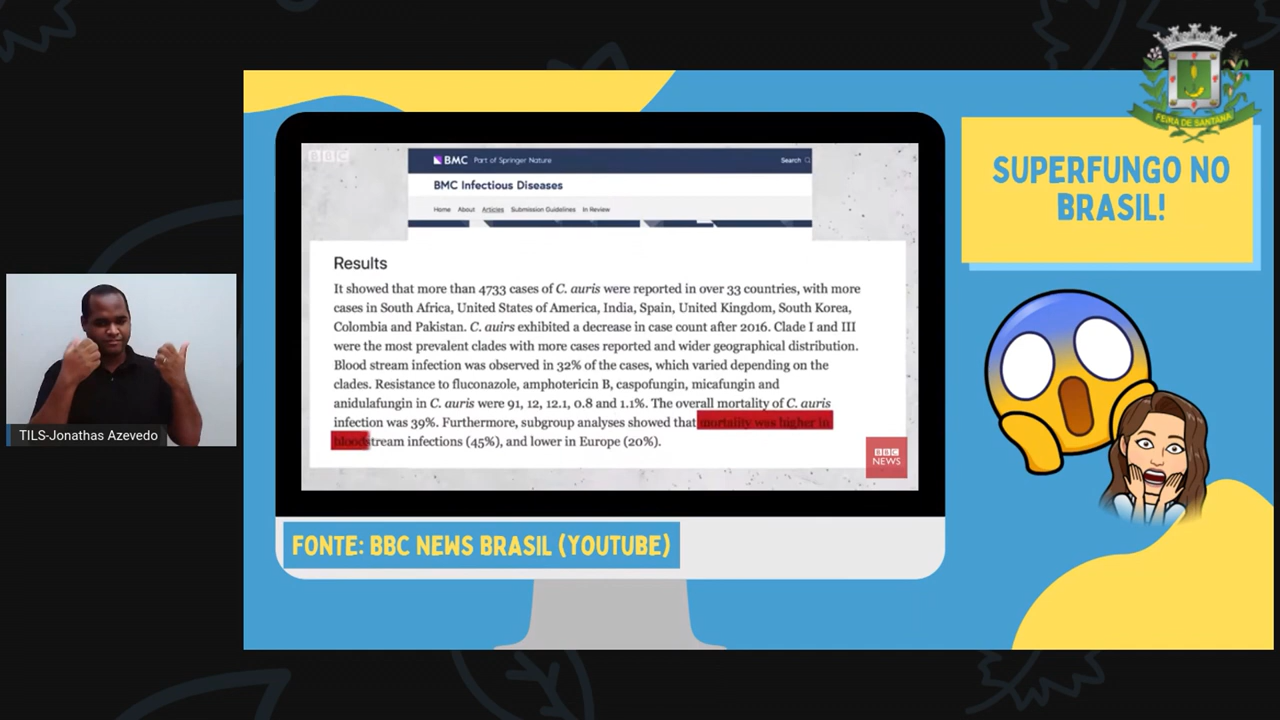 FEIRA DE SANTANA
SUPERFUNGO NO
BRASIL!
BBC
BMC Part of Springer Nature
Search
BMC Infectious Diseases
Home About Articles Submission Guidelines In Review
Results
It showed that more than 4733 cases of C. auris were reported in over 33 countries, with more
cases in South Africa, United States of America, India, Spain, United Kingdom, South Korea,
Colombia and Pakistan. C. auirs exhibited a decrease in case count after 2016. Clade I and III
were the most prevalent clades with more cases reported and wider geographical distribution.
Blood stream infection was observed in 32% of the cases, which varied depending on the
clades. Resistance to fluconazole, amphotericin B, caspofungin, micafungin and
anidulafungin in C. auris were 91, 12, 12.1, 0.8 and 1.1%. The overall mortality of C. auris
infection was 39%. Furthermore, subgroup analyses showed that mortality was higher in
bloodstream infections (45%), and lower in Europe (20%).
BBC
NEWS
TILS-Jonathas Azevedo
FONTE: BBC NEWS BRASIL (YOUTUBE)